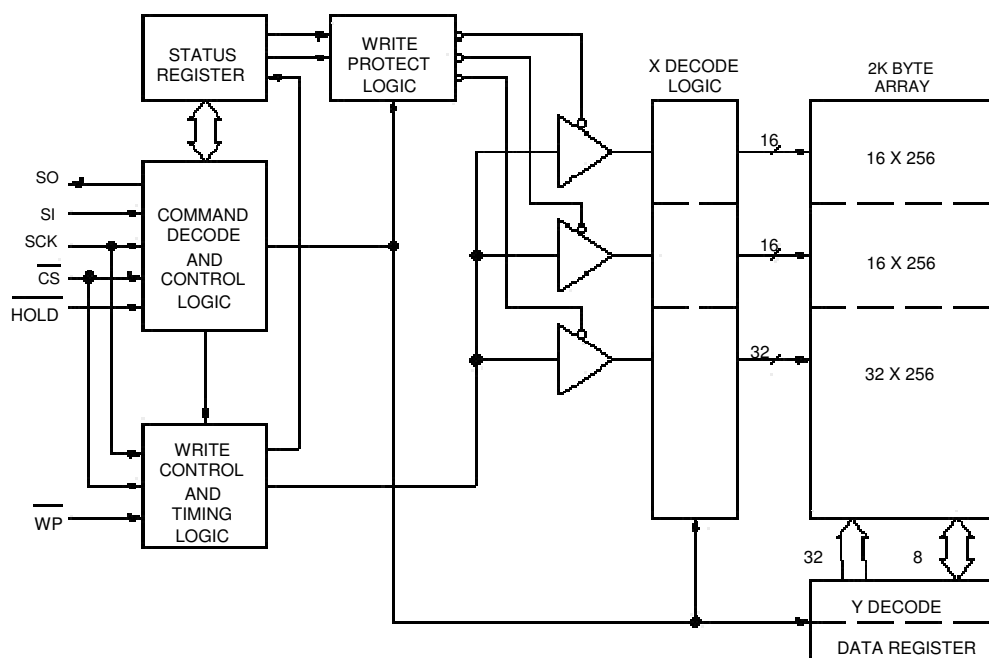 STATUS
REGISTER
WRITE
PROTECT
LOGIC
X DECODE
LOGIC
2K BYTE
ARRAY
SO
SI
SCK
CS
HOLD
COMMAND
DECODE
AND
CONTROL
LOGIC
16
16 X 256
16
16 X 256
32
32 X 256
WRITE
CONTROL
AND
TIMING
LOGIC
WP
32
8
Y DECODE
DATA REGISTER